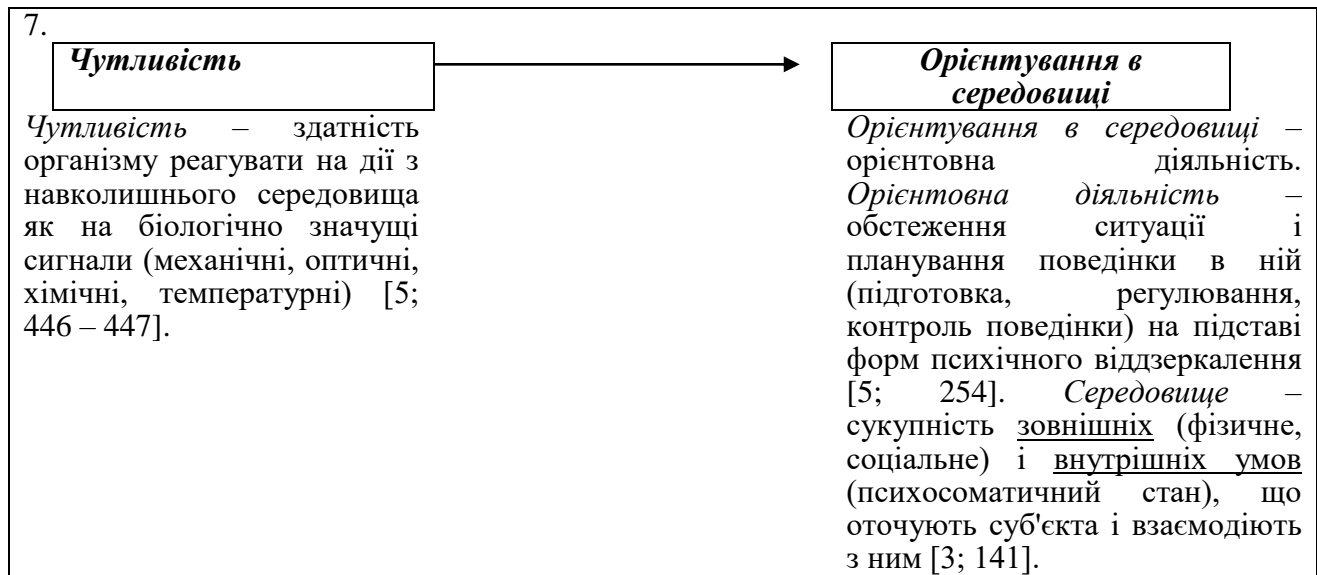 7.
Чутливість
Орієнтування в
середовищі
Чутливість – здатність
організму реагувати на дії з
навколишнього середовища
як на біологічно значущі
сигнали (механічні, оптичні,
хімічні, температурні) [5;
446 – 447].
Орієнтування в середовищі –
орієнтовна діяльність.
Орієнтовна діяльність –
обстеження ситуації і
планування поведінки в ній
(підготовка, регулювання,
контроль поведінки) на підставі
форм психічного віддзеркалення
[5; 254]. Середовище –
сукупність зовнішніх (фізичне,
соціальне) і внутрішніх умов
(психосоматичний стан), що
оточують суб'єкта і взаємодіють
з ним [3; 141].